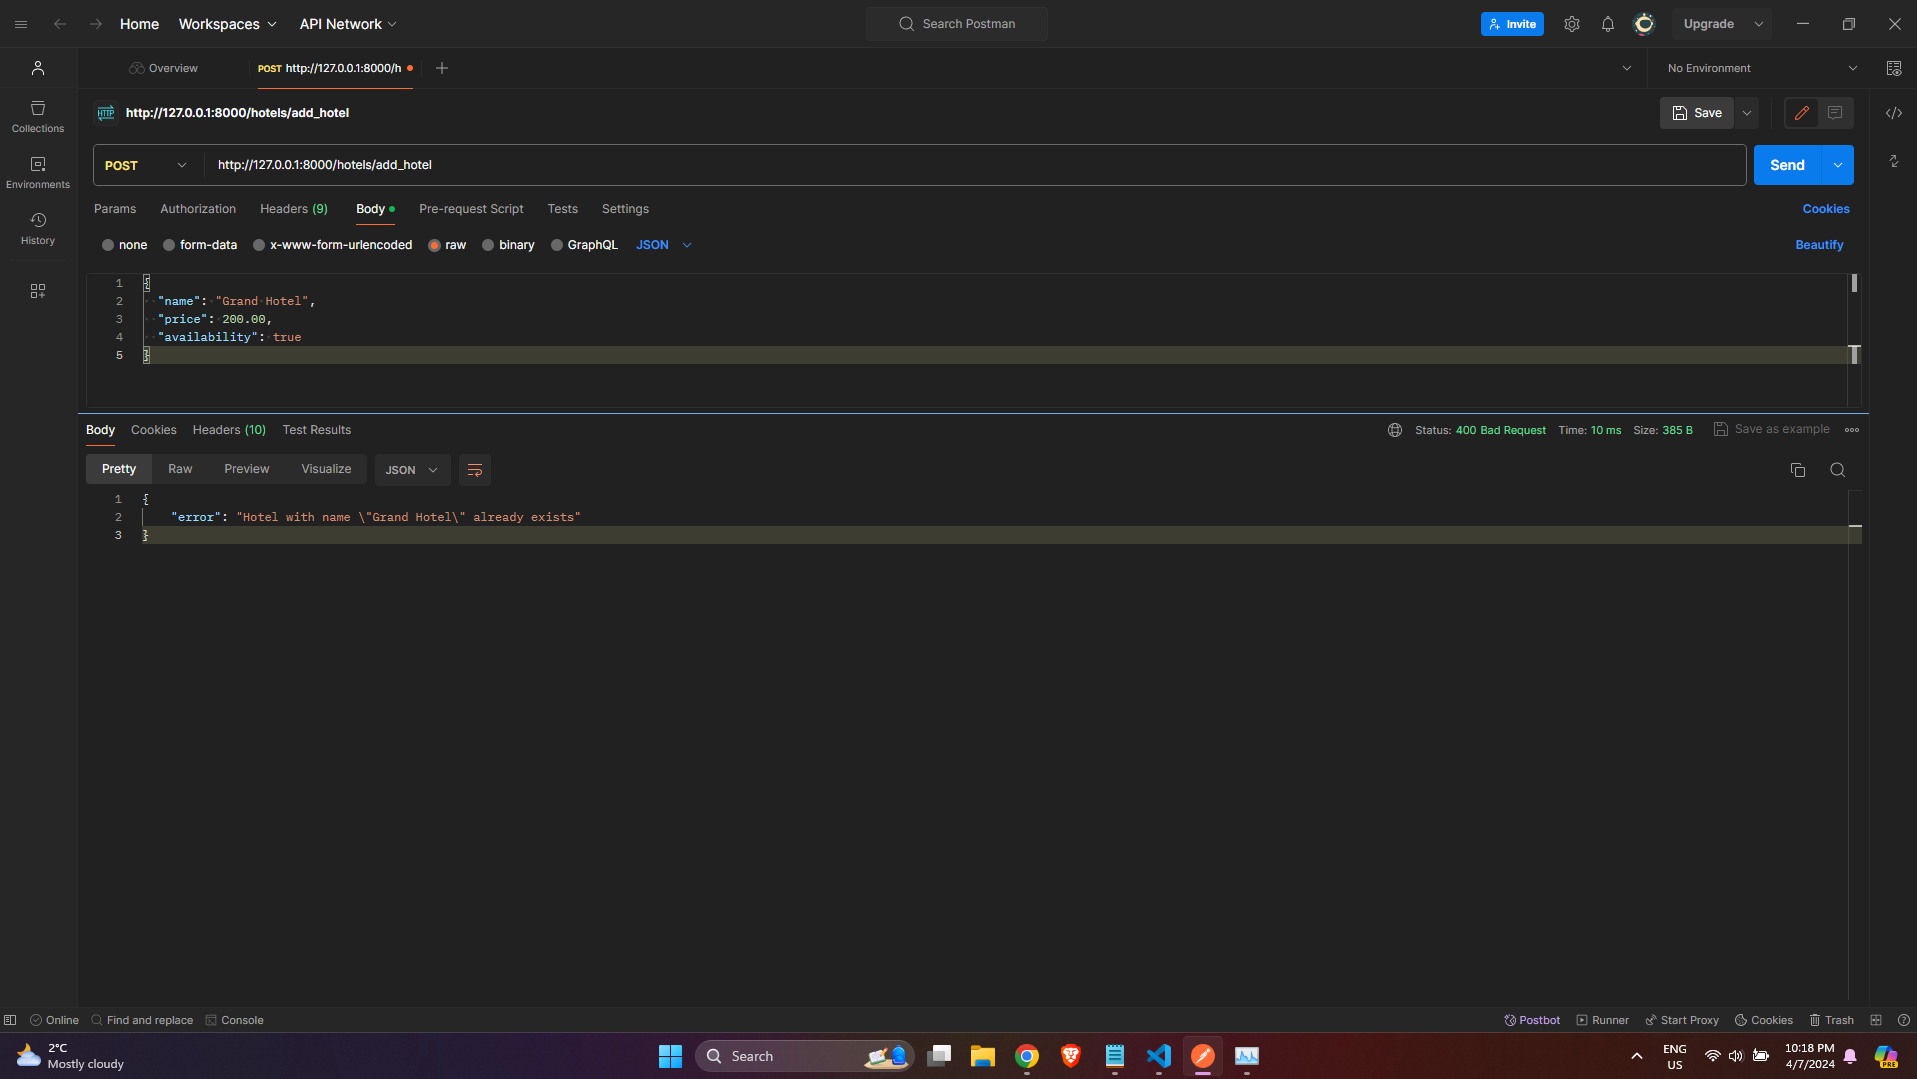 Home Workspaces API Network Search Postman Invite Upgrade
Overview POST http://127.0.0.1:8000/h No Environment
HTTP http://127.0.0.1:8000/hotels/add_hotel Save
Collections
POST http://127.0.0.1:8000/hotels/add_hotel Send
Environments
Params Authorization Headers (9) Body Pre-request Script Tests Settings Cookies
History
none form-data x-www-form-urlencoded raw binary GraphQL JSON Beautify
1 {
2 "name": "Grand Hotel",
3 "price": 200.00,
4 "availability": true
5 }
Body Cookies Headers (10) Test Results Status: 400 Bad Request Time: 10 ms Size: 385 B Save as example
Pretty Raw Preview Visualize JSON
1 {
2 "error": "Hotel with name \"Grand Hotel\" already exists"
3 }
Online Find and replace Console Postbot Runner Start Proxy Cookies Trash
2°C
Mostly cloudy
Search
ENG
US
10:18 PM
4/7/2024
PRE